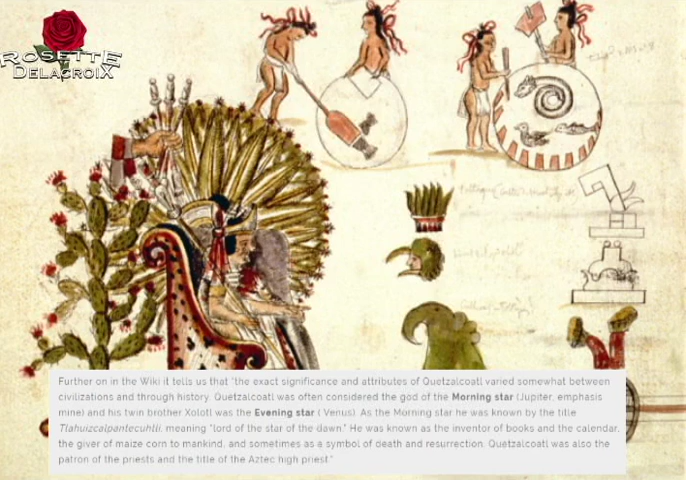 ROSETTE
DELACROIX
Further on in the Wiki it tells us that "the exact significance and attributes of Quetzalcoatl varied somewhat between
civilizations and through history. Quetzalcoatl was often considered the god of the Morning star (Jupiter, emphasis
mine) and his twin brother Xolotl was the Evening star ( Venus). As the Morning star he was known by the title
Tlahuizcalpantecuhtli, meaning "lord of the star of the dawn." He was known as the inventor of books and the calendar,
the giver of maize corn to mankind, and sometimes as a symbol of death and resurrection. Quetzalcoatl was also the
patron of the priests and the title of the Aztec high priest"